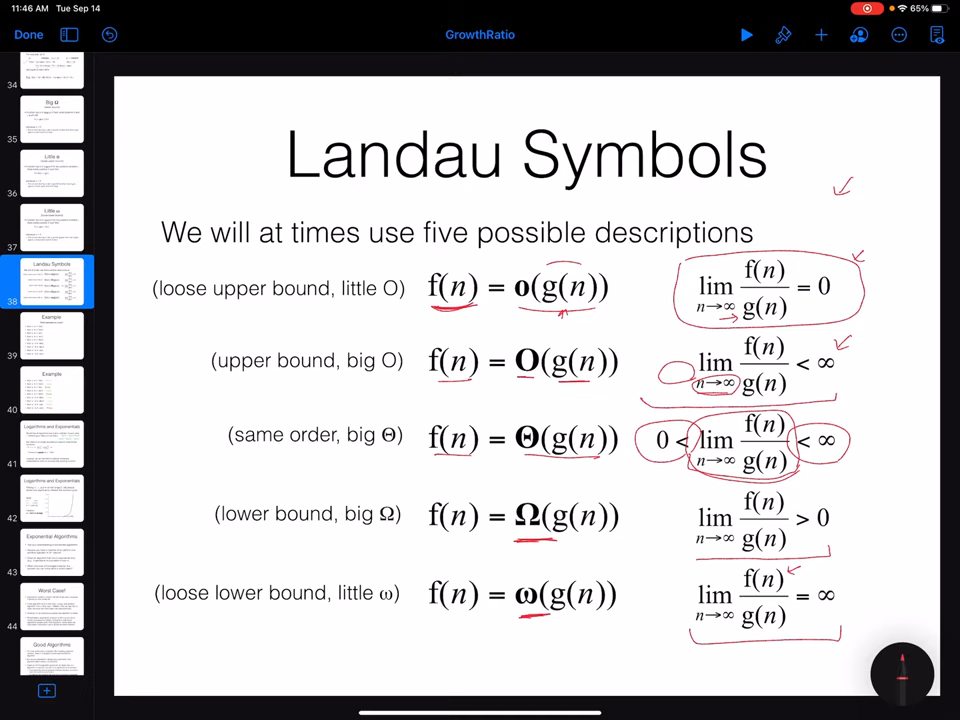 11:46 AM Tue Sep 14
65%
Done
GrowthRatio
34
35
36
37
38
39
40
41
42
43
44
Big Ω
Little o
Little ω
Landau Symbols
Example
Example
Logarithms and Exponentials
Logarithms and Exponentials
Exponential Algorithms
Worst Case!
Good Algorithms
Landau Symbols
We will at times use five possible descriptions
(loose upper bound, little O) f(n) = o(g(n)) lim n→∞ f(n)/g(n) = 0
(upper bound, big O) f(n) = O(g(n)) lim n→∞ f(n)/g(n) < ∞
(same order, big Θ) f(n) = Θ(g(n)) 0 < lim n→∞ f(n)/g(n) < ∞
(lower bound, big Ω) f(n) = Ω(g(n)) lim n→∞ f(n)/g(n) > 0
(loose lower bound, little ω) f(n) = ω(g(n)) lim n→∞ f(n)/g(n) = ∞